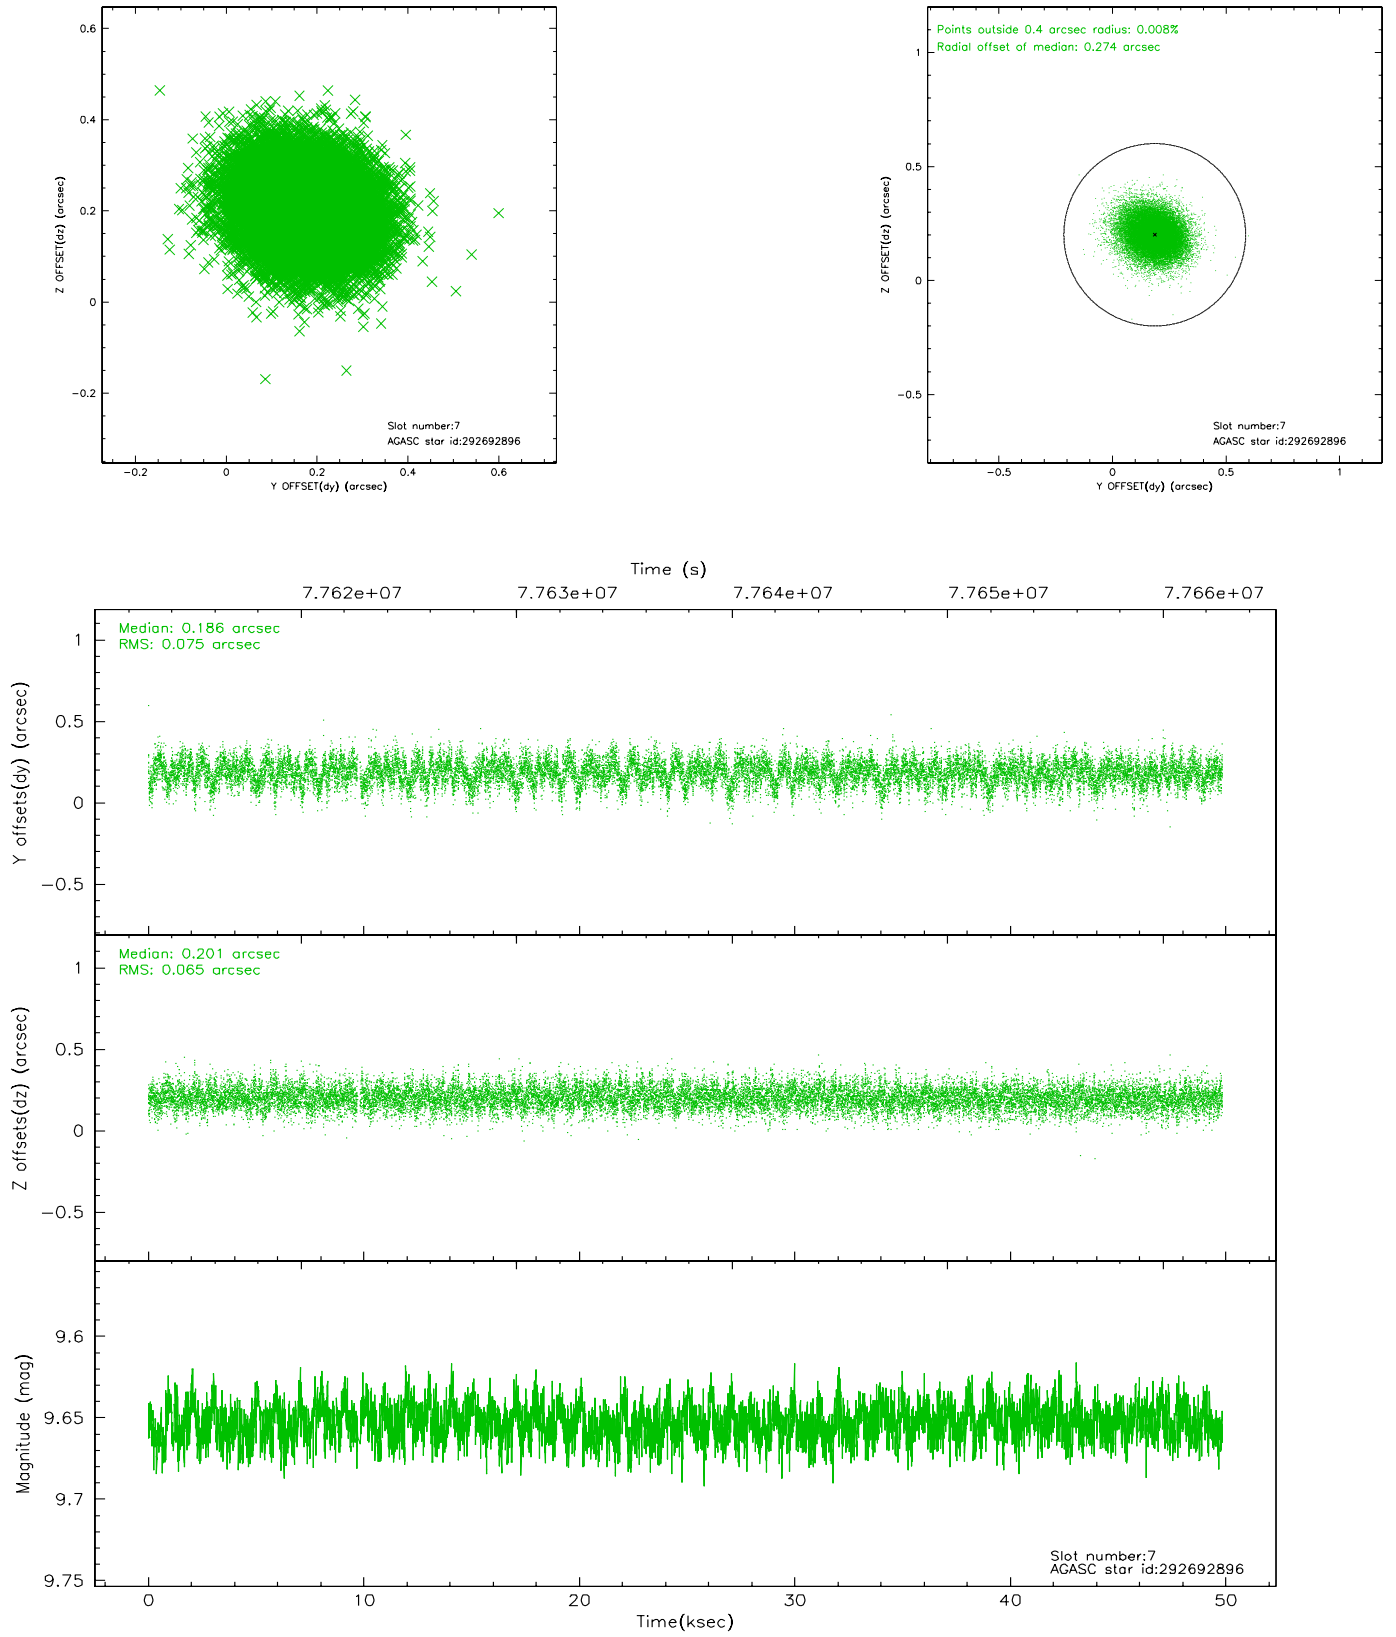 0.6
0.4
0.2
0
−0.2
Z OFFSET(dz) (arcsec)
Slot number:7
AGASC star id:292692896
−0.2 0 0.2 0.4 0.6
Y OFFSET(dy) (arcsec)
Points outside 0.4 arcsec radius: 0.008%
Radial offset of median: 0.274 arcsec
1
0.5
0
−0.5
Z OFFSET(dz) (arcsec)
Slot number:7
AGASC star id:292692896
−0.5 0 0.5 1
Y OFFSET(dy) (arcsec)
Time (s)
7.762e+07 7.763e+07 7.764e+07 7.765e+07 7.766e+07
Median: 0.186 arcsec
RMS: 0.075 arcsec
1
0.5
0
−0.5
Y offsets(dy) (arcsec)
Median: 0.201 arcsec
RMS: 0.065 arcsec
1
0.5
0
−0.5
Z offsets(dz) (arcsec)
9.6
9.65
9.7
9.75
Magnitude (mag)
Slot number:7
AGASC star id:292692896
0 10 20 30 40 50
Time(ksec)